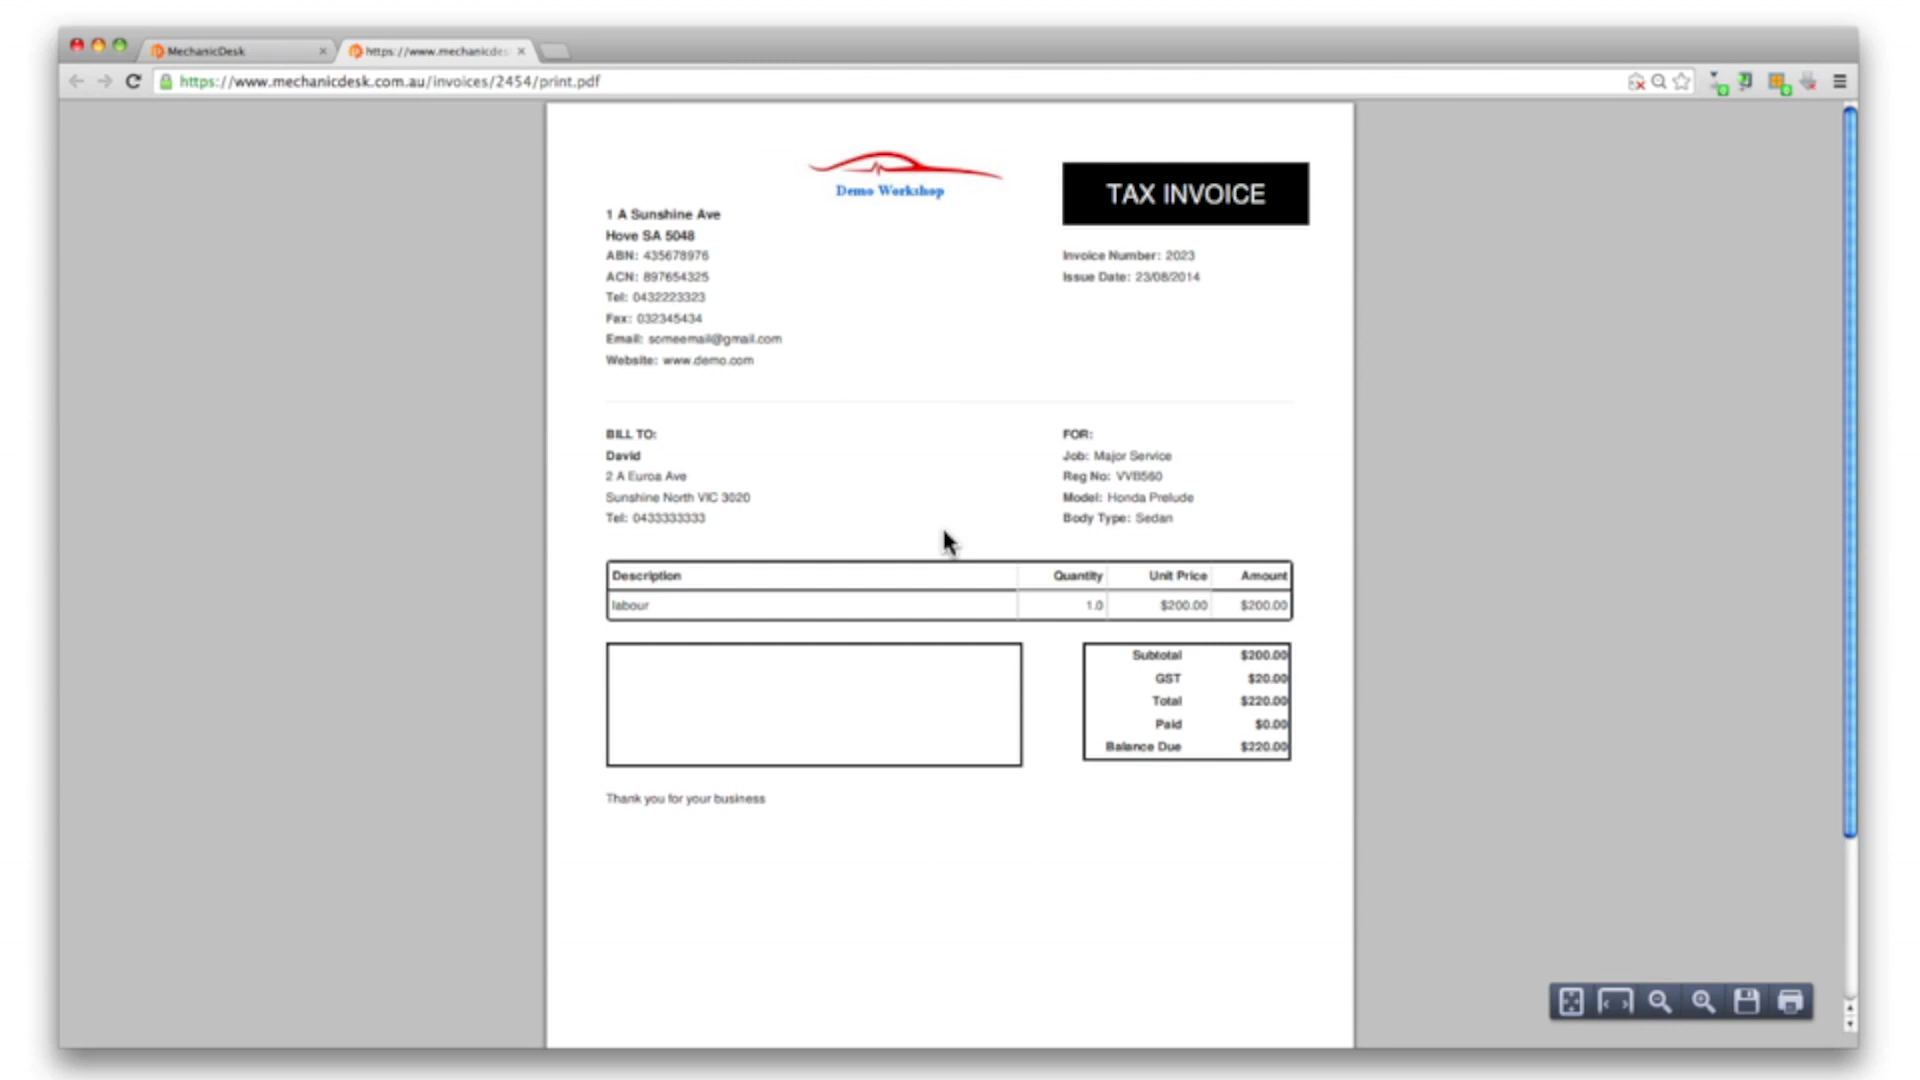 MechanicDesk
https://www.mechanicdes
https://www.mechanicdesk.com.au/invoices/2454/print.pdf
Demo Workshop
TAX INVOICE
1 A Sunshine Ave
Hove SA 5048
ABN: 435678976
ACN: 897654325
Tel: 0432223323
Fax: 032345434
Email: someemail@gmail.com
Website: www.demo.com
Invoice Number: 2023
Issue Date: 23/08/2014
BILL TO:
David
2 A Euroa Ave
Sunshine North VIC 3020
Tel: 0433333333
FOR:
Job: Major Service
Reg No: VVB560
Model: Honda Prelude
Body Type: Sedan
Description Quantity Unit Price Amount
labour 1.0 $200.00 $200.00
Subtotal $200.00
GST $20.00
Total $220.00
Paid $0.00
Balance Due $220.00
Thank you for your business